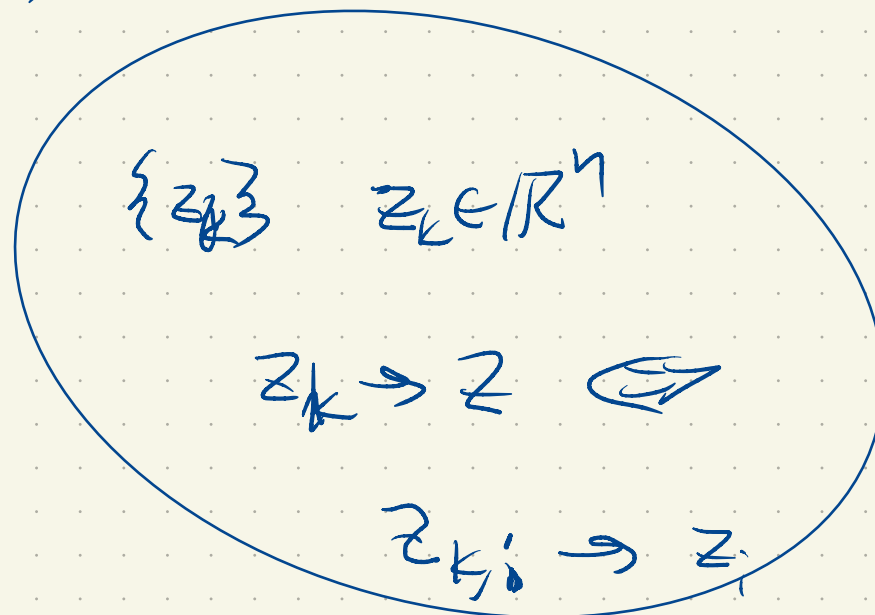 {z_k} z_k ∈ ℝ^n
z_k → z ⟺
z_{k,i} → z_i